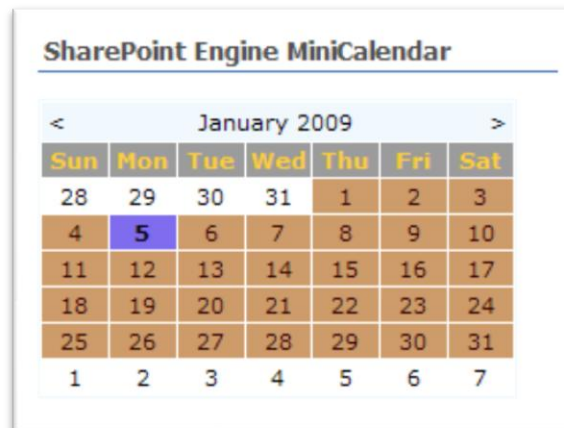 SharePoint Engine MiniCalendar
< January 2009 >
Sun Mon Tue Wed Thu Fri Sat
28 29 30 31 1 2 3
4 5 6 7 8 9 10
11 12 13 14 15 16 17
18 19 20 21 22 23 24
25 26 27 28 29 30 31
1 2 3 4 5 6 7